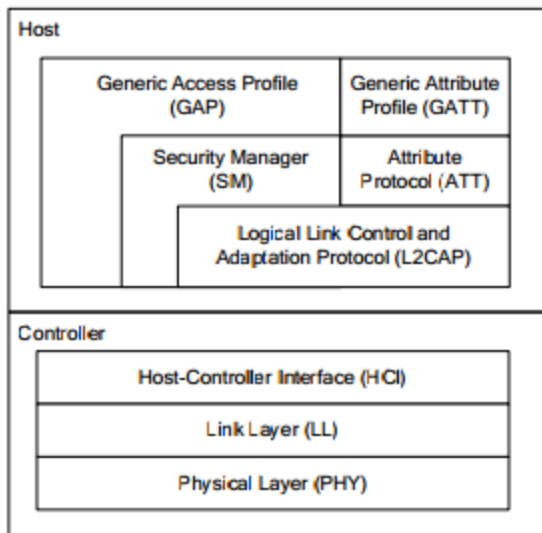 Host
Generic Access Profile
(GAP)
Generic Attribute
Profile (GATT)
Security Manager
(SM)
Attribute
Protocol (ATT)
Logical Link Control and
Adaptation Protocol (L2CAP)
Controller
Host-Controller Interface (HCI)
Link Layer (LL)
Physical Layer (PHY)